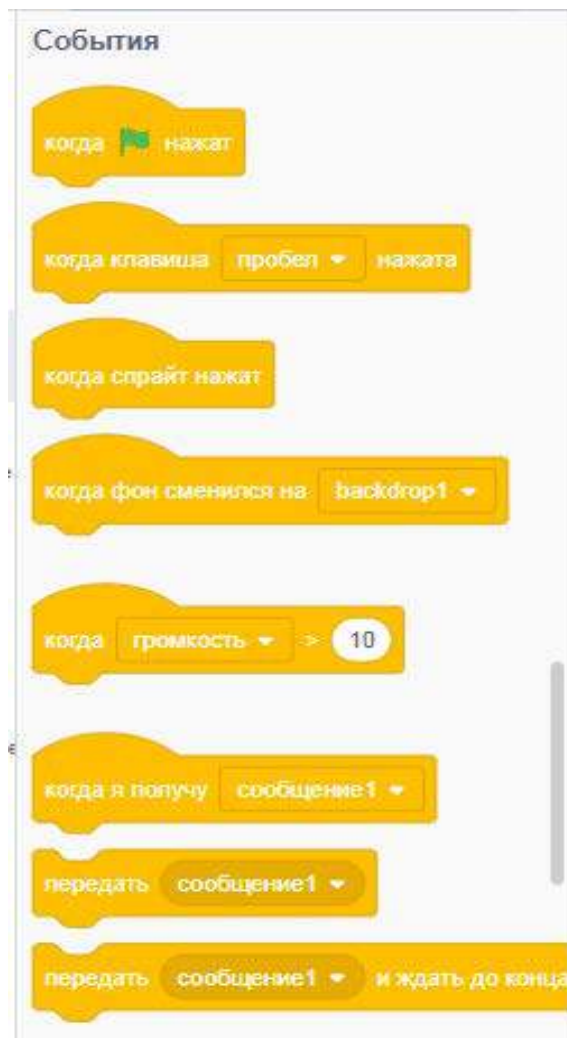 События
когда нажат
когда клавиша пробел нажата
когда спрайт нажат
когда фон сменился на backdrop1
когда громкость > 10
когда я получу сообщение1
передать сообщение1
передать сообщение1 и ждать до конца